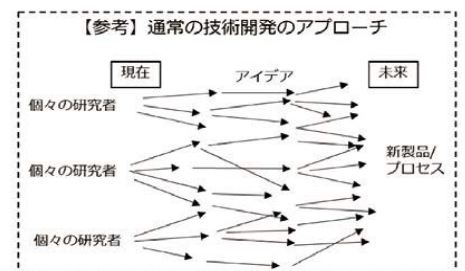 【参考】通常の技術開発のアプローチ
現在
アイデア
未来
個々の研究者
個々の研究者
新製品/
プロセス
個々の研究者